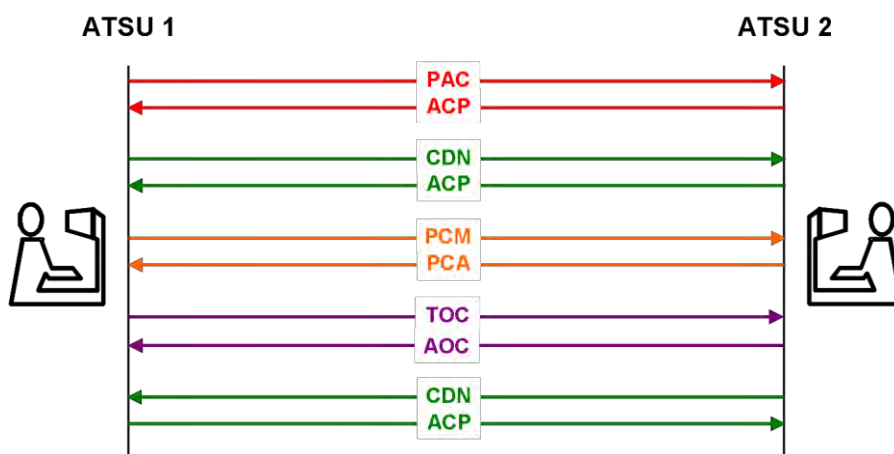 ATSU 1
ATSU 2
PAC
ACP
CDN
ACP
PCM
PCA
TOC
AOC
CDN
ACP